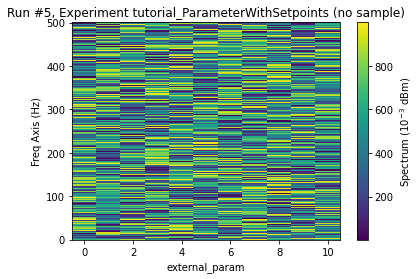 Run #5, Experiment tutorial_ParameterWithSetpoints (no sample)
500
400
300
200
100
0
Freq Axis (Hz)
0 2 4 6 8 10
external_param
800
600
400
200
Spectrum (10⁻³ dBm)